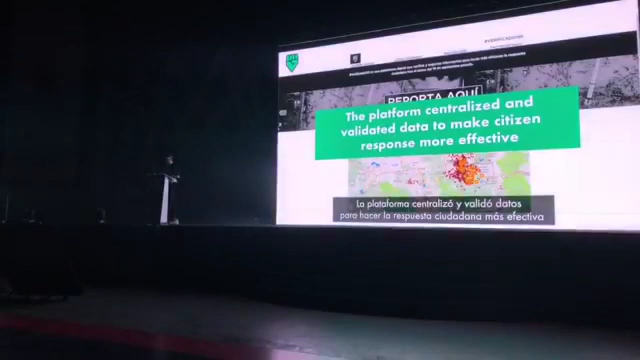 #Verificado19S
REPORTA AQUÍ
The platform centralized and
validated data to make citizen
response more effective
La plataforma centralizó y validó datos
para hacer la respuesta ciudadana más efectiva